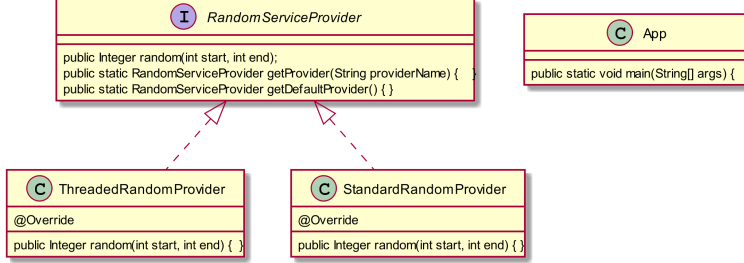 I RandomServiceProvider
public Integer random(int start, int end);
public static RandomServiceProvider getProvider(String providerName) { }
public static RandomServiceProvider getDefaultProvider() { }
C App
public static void main(String[] args) {
C ThreadedRandomProvider
@Override
public Integer random(int start, int end) { }
C StandardRandomProvider
@Override
public Integer random(int start, int end) { }